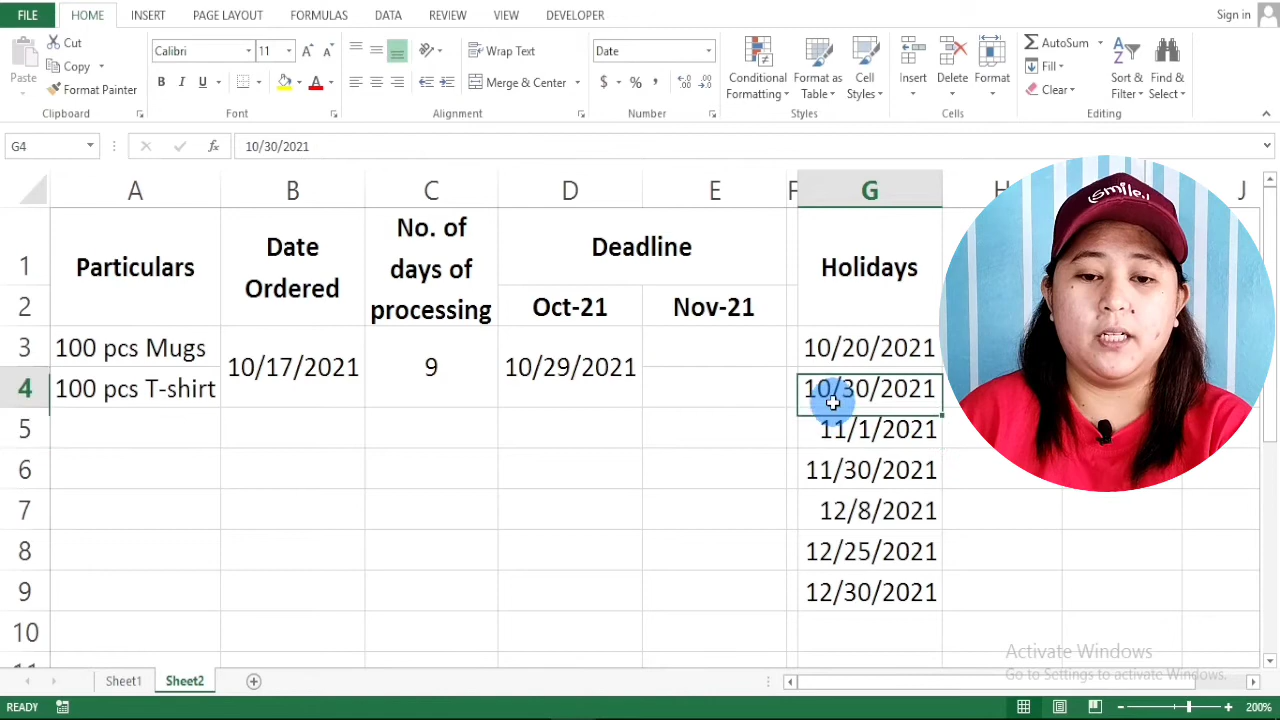 FILE HOME INSERT PAGE LAYOUT FORMULAS DATA REVIEW VIEW DEVELOPER Sign in
Paste Cut Copy Format Painter
Clipboard
Calibri 11
B I U A
Font
Wrap Text
Merge & Center
Alignment
Date
$ % ,
Number
Conditional Formatting Format as Table Cell Styles
Styles
Insert Delete Format
Cells
AutoSum Fill Clear
Sort & Filter Find & Select
Editing
G4 fx 10/30/2021
A B C D E F G H J
1 Particulars Date Ordered No. of days of processing Deadline Holidays
2 Oct-21 Nov-21
3 100 pcs Mugs 10/17/2021 9 10/29/2021 10/20/2021
4 100 pcs T-shirt 10/30/2021
5 11/1/2021
6 11/30/2021
7 12/8/2021
8 12/25/2021
9 12/30/2021
10
Smile.!
Activate Windows
Go to Settings to activate Windows.
Sheet1 Sheet2
READY 200%